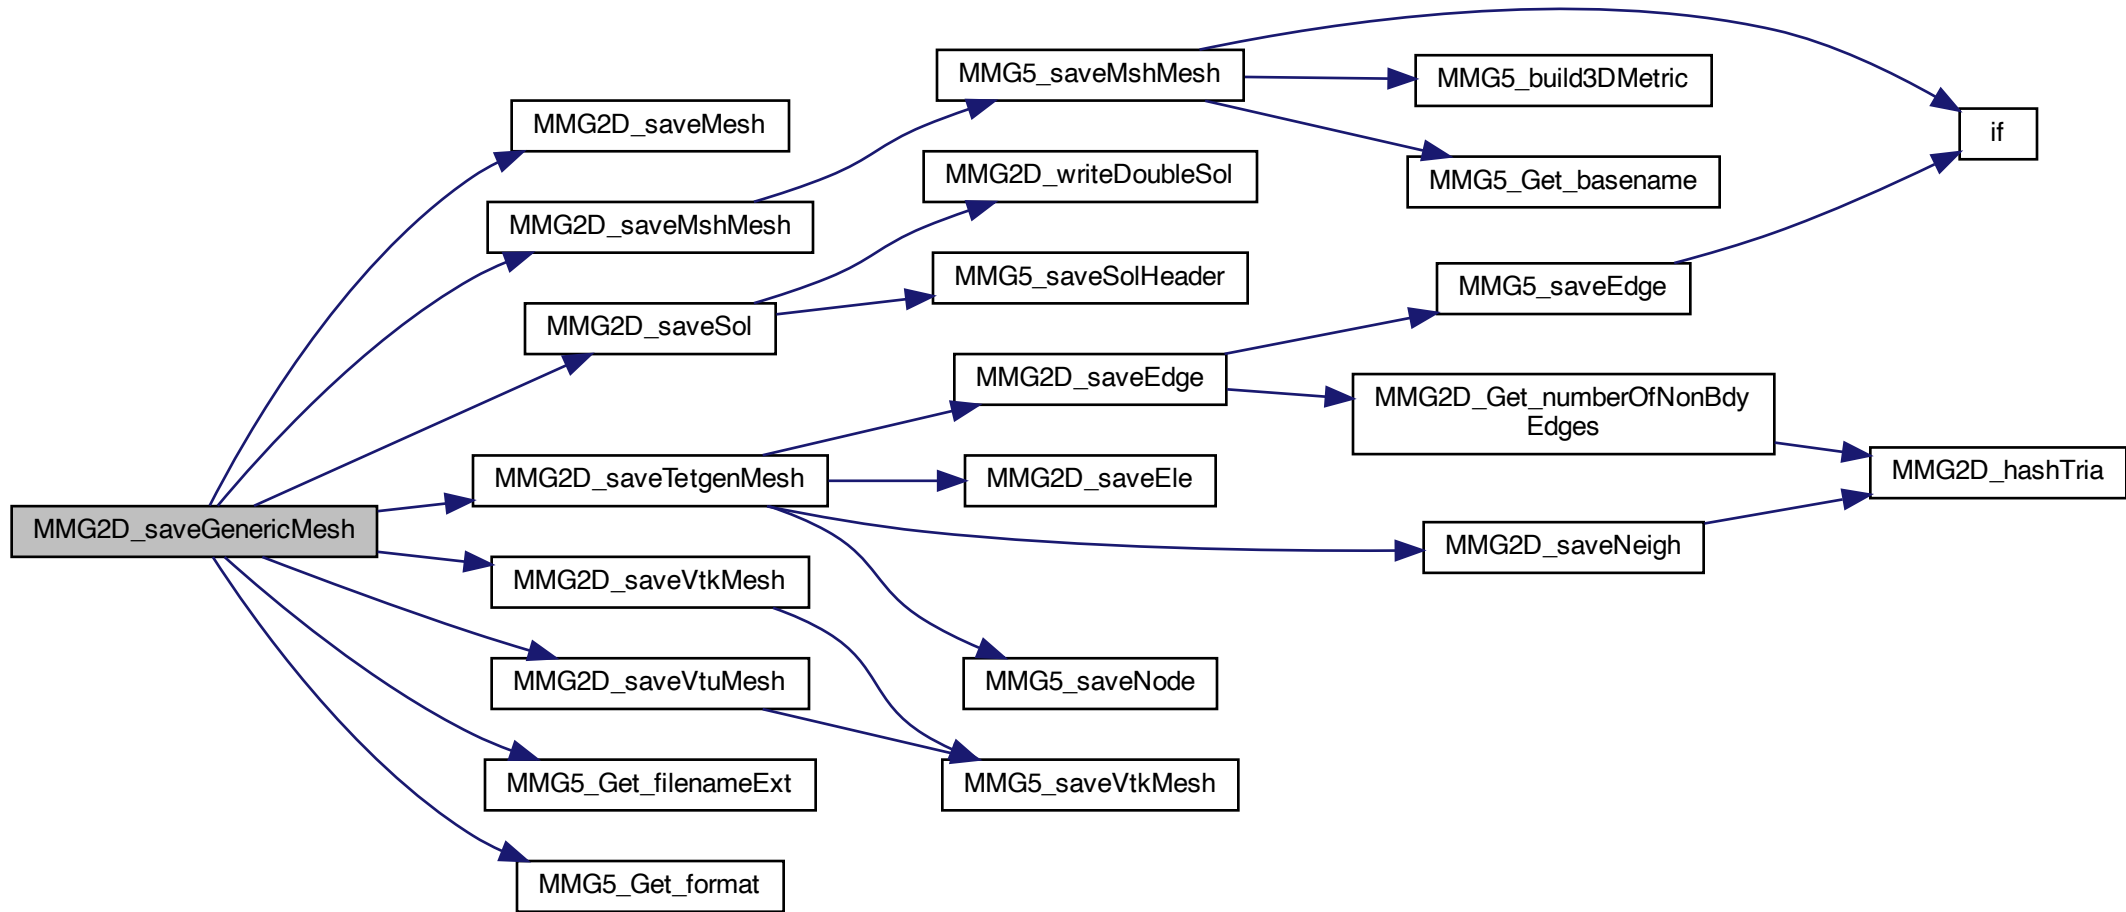 MMG2D_saveGenericMesh
MMG2D_saveMesh
MMG2D_saveMshMesh
MMG2D_saveSol
MMG2D_saveTetgenMesh
MMG2D_saveVtkMesh
MMG2D_saveVtuMesh
MMG5_Get_filenameExt
MMG5_Get_format
MMG5_saveMshMesh
MMG2D_writeDoubleSol
MMG5_saveSolHeader
MMG2D_saveEdge
MMG2D_saveEle
MMG5_saveNode
MMG5_saveVtkMesh
MMG5_build3DMetric
MMG5_Get_basename
MMG5_saveEdge
MMG2D_Get_numberOfNonBdy
Edges
MMG2D_saveNeigh
if
MMG2D_hashTria